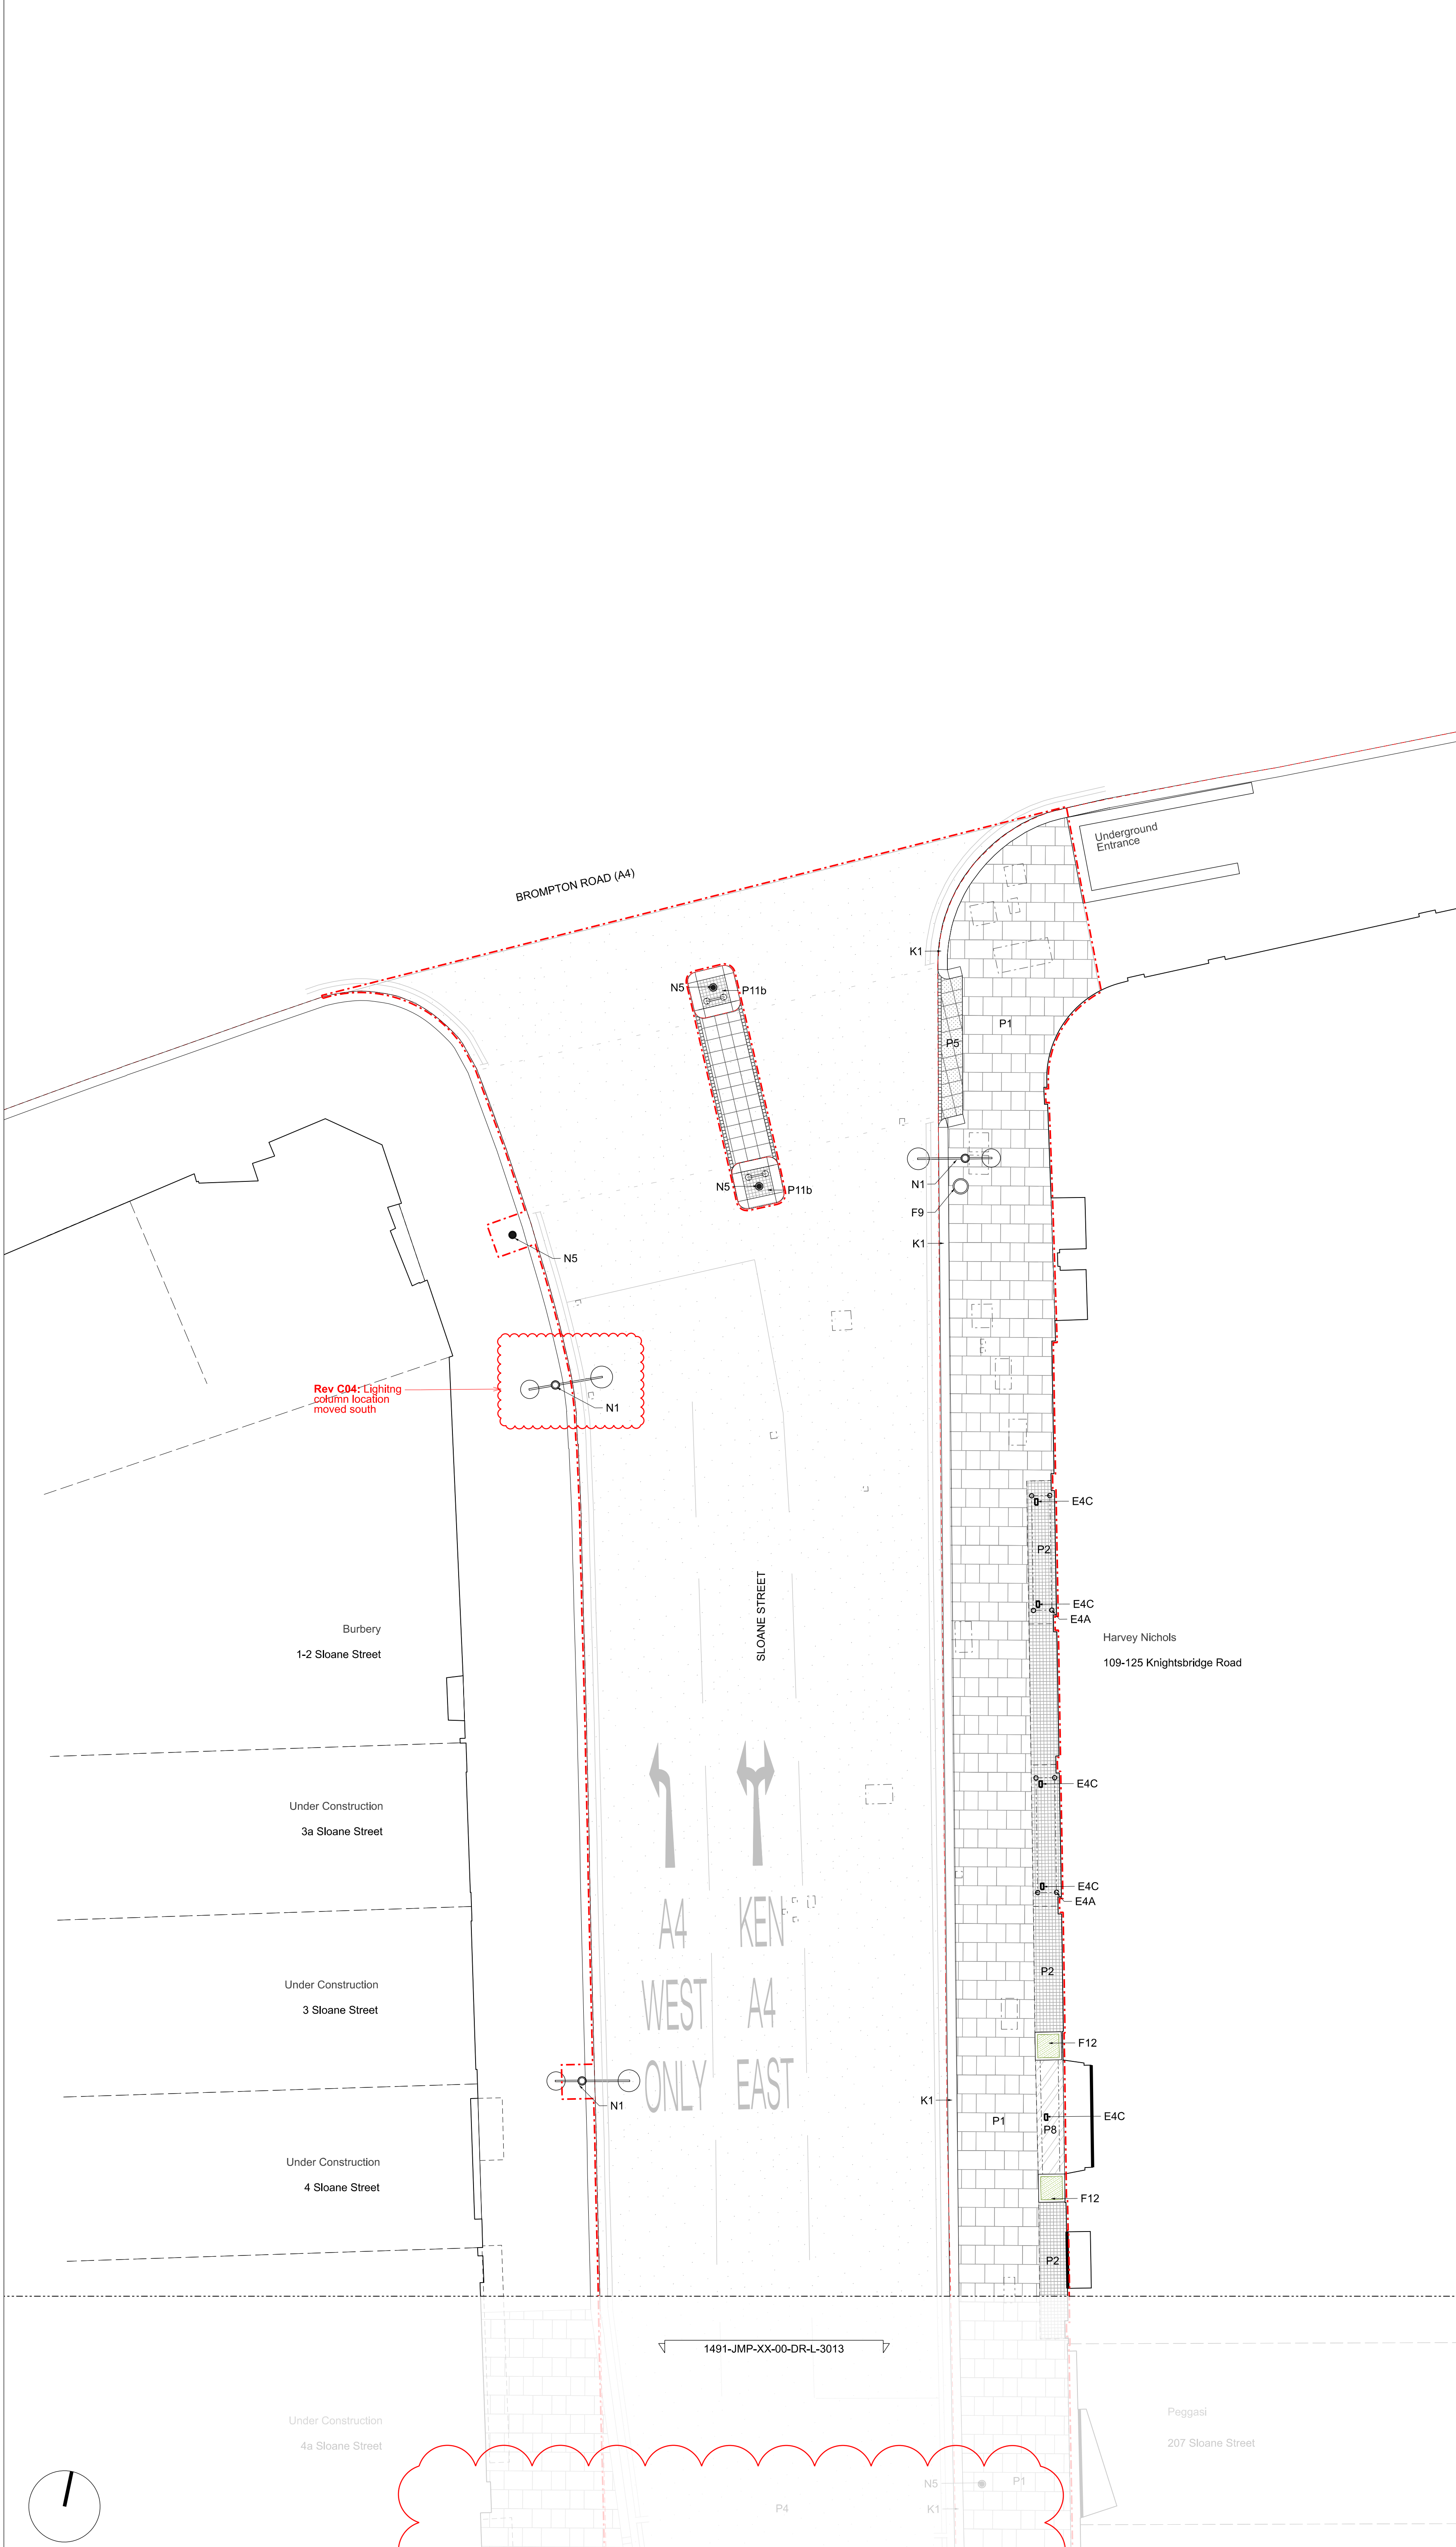 Underground
Entrance
BROMPTON ROAD (A4)
K1
N5
P11b
P1
P5
N1
N5
P11b
F9
K1
N5
Rev C04: Lighitng
column location
moved south
N1
E4C
P2
E4C
E4A
SLOANE STREET
Burbery
1-2 Sloane Street
Harvey Nichols
109-125 Knightsbridge Road
E4C
Under Construction
3a Sloane Street
E4C
E4A
A4
KEN
P2
Under Construction
3 Sloane Street
WEST
A4
F12
ONLY
EAST
N1
K1
P1
E4C
P8
Under Construction
4 Sloane Street
F12
P2
1491-JMP-XX-00-DR-L-3013
Under Construction
4a Sloane Street
Peggasi
207 Sloane Street
N5
P1
P4
K1